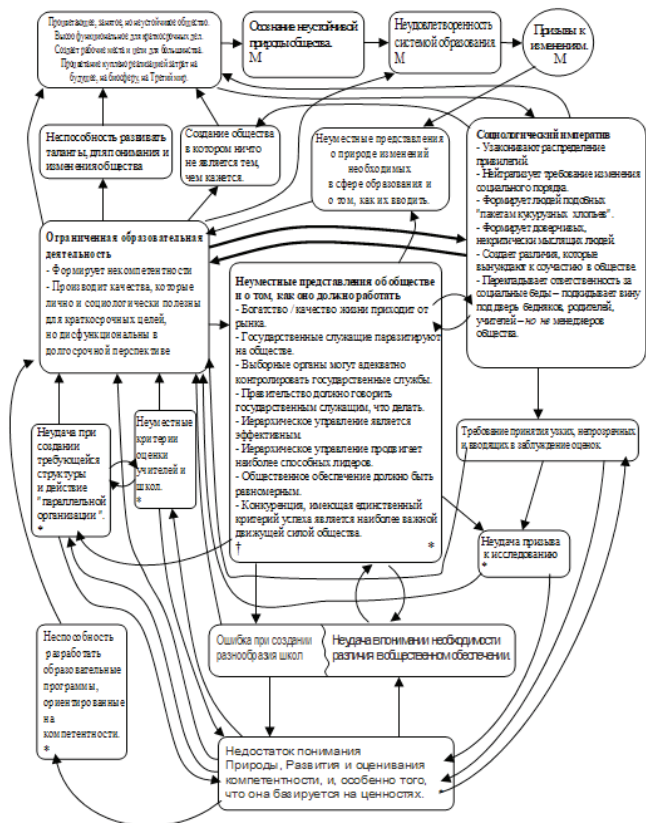 Процветающее, занятое, но неустойчивое общество.
Высоко функциональное для краткосрочных дел.
Создаёт рабочие места и цели для большинства.
Процветание куплено реализацией затрат на
будущее, на биосферу, на Третий мир.
Осознание неустойчивой
природы общества.
М
Неудовлетворенность
системой образования.
М
Призывы к
изменениям.
М
Неспособность развивать
таланты, для понимания и
изменения общества
Создание общества
в котором ничто
не является тем,
чем кажется.
Неуместные представления
о природе изменений
необходимых
в сфере образования и
о том, как их вводить.
Социологический императив
- Узаконивают распределение
привилегий.
- Нейтрализует требование изменения
социального порядка.
- Формирует людей подобных
"пакетам кукурузных хлопьев".
- Формирует доверчивых,
некритически мыслящих людей.
- Создает различия, которые
вынуждают к соучастию в обществе.
- Перекладывает ответственность за
социальные беды – подкидывает вину
под дверь бедняков, родителей,
учителей – но не менеджеров
общества.
Ограниченная образовательная
деятельность
- Формирует некомпетентности
- Производит качества, которые
лично и социологически полезны
для краткосрочных целей,
но дисфункциональны в
долгосрочной перспективе
Неуместные представления об обществе
и о том, как оно должно работать
- Богатство / качество жизни приходит от
рынка.
- Государственные служащие паразитируют
на обществе.
- Выборные органы могут адекватно
контролировать государственные службы.
- Правительство должно говорить
государственным служащим, что делать.
- Иерархическое управление является
эффективным.
- Иерархическое управление продвигает
наиболее способных лидеров.
- Общественное обеспечение должно быть
равномерным.
- Конкуренция, имеющая единственный
критерий успеха является наиболее важной
движущей силой общества.
† *
Неудача при
создании
требующейся
структуры
и действие
"параллельной
организации".
*
Неуместные
критерии
оценки
учителей и
школ.
*
Требование принятия узких, непрозрачных
и вводящих в заблуждение оценок.
Неудача призыва
к исследованию
*
Неспособность
разработать
образовательные
программы,
ориентированные
на
компетентности.
*
Ошибка при создании
разнообразия школ
Неудача в понимании необходимости
различия в общественном обеспечении.
Недостаток понимания
Природы, Развития и оценивания
компетентности, и, особенно того,
что она базируется на ценностях.